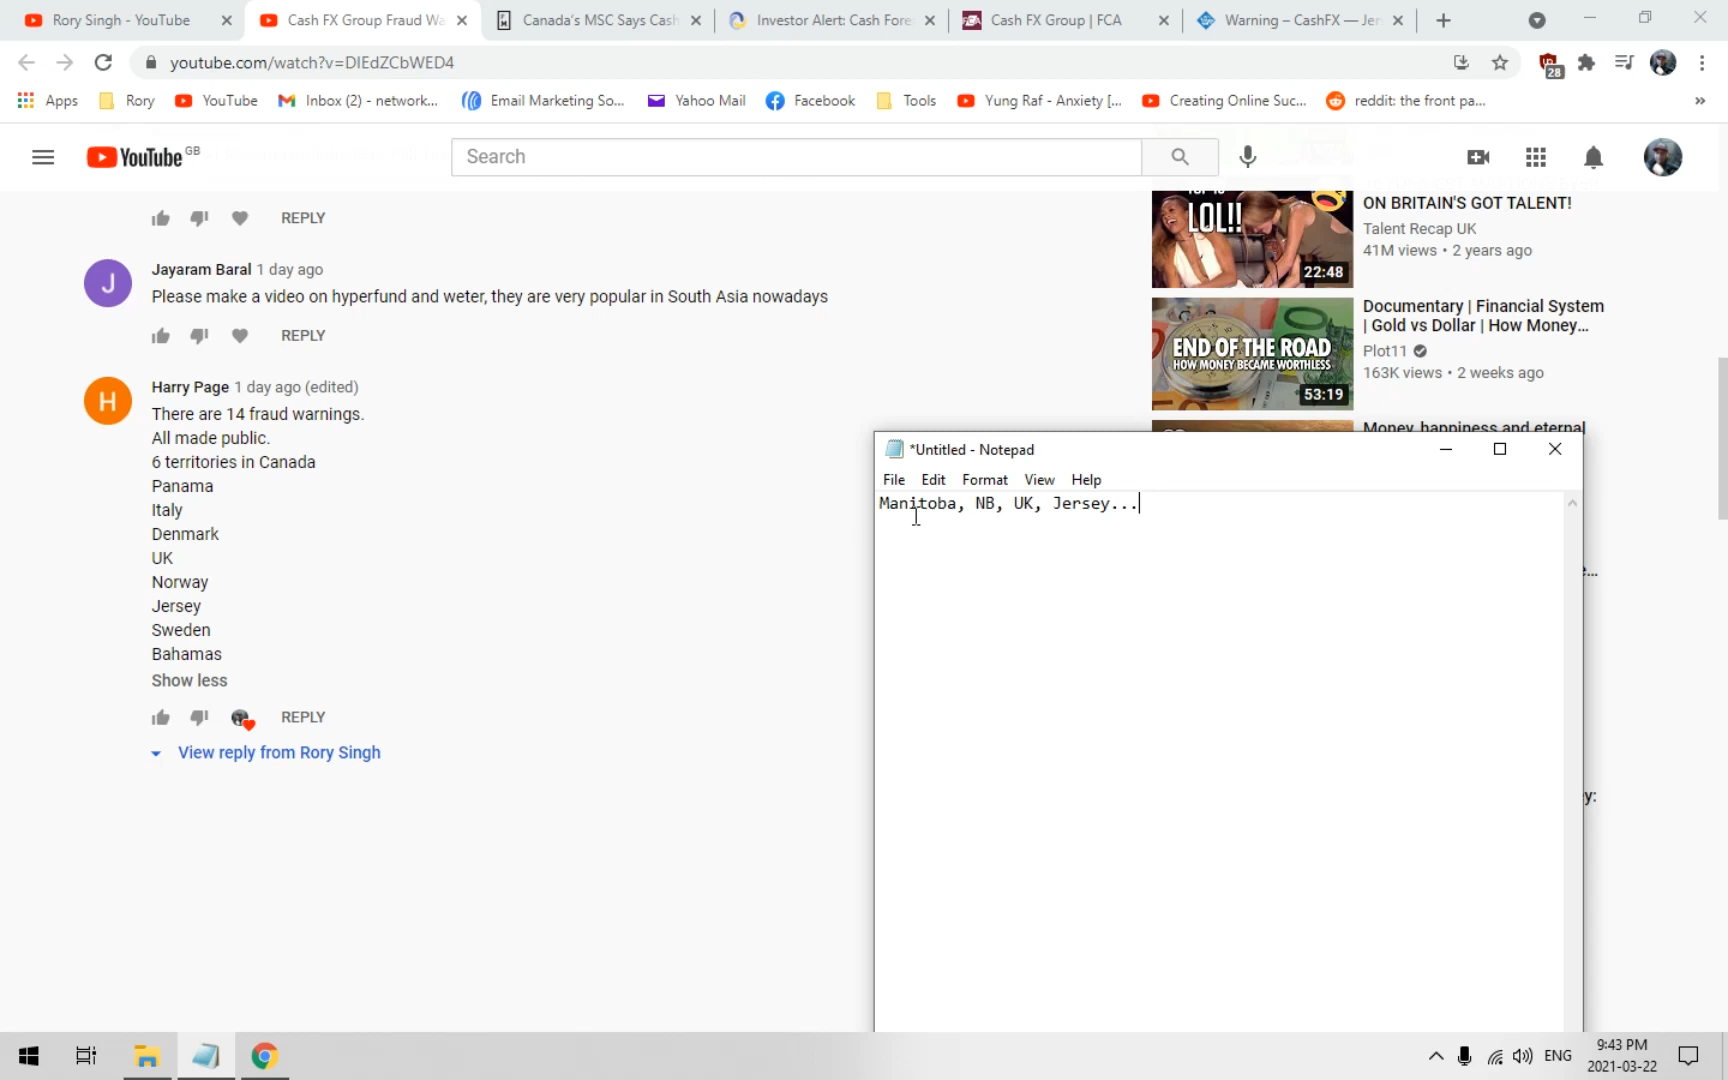 Rory Singh - YouTube
Cash FX Group Fraud Wa
Canada's MSC Says Cash
Investor Alert: Cash Fore
FCA Cash FX Group | FCA
Warning – CashFX — Jer
youtube.com/watch?v=DIEdZCbWED4
28
Apps
Rory
YouTube
Inbox (2) - network...
Email Marketing So...
Yahoo Mail
Facebook
Tools
Yung Raf - Anxiety [...
Creating Online Suc...
reddit: the front pa...
YouTube GB
Search
REPLY
Jayaram Baral 1 day ago
Please make a video on hyperfund and weter, they are very popular in South Asia nowadays
REPLY
Harry Page 1 day ago (edited)
There are 14 fraud warnings.
All made public.
6 territories in Canada
Panama
Italy
Denmark
UK
Norway
Jersey
Sweden
Bahamas
Show less
REPLY
View reply from Rory Singh
LOL!!
22:48
ON BRITAIN'S GOT TALENT!
Talent Recap UK
41M views • 2 years ago
END OF THE ROAD
HOW MONEY BECAME WORTHLESS
53:19
Documentary | Financial System
| Gold vs Dollar | How Money...
Plot11
163K views • 2 weeks ago
Money, happiness and eternal
*Untitled - Notepad
File Edit Format View Help
Manitoba, NB, UK, Jersey...
y:
ENG
9:43 PM
2021-03-22